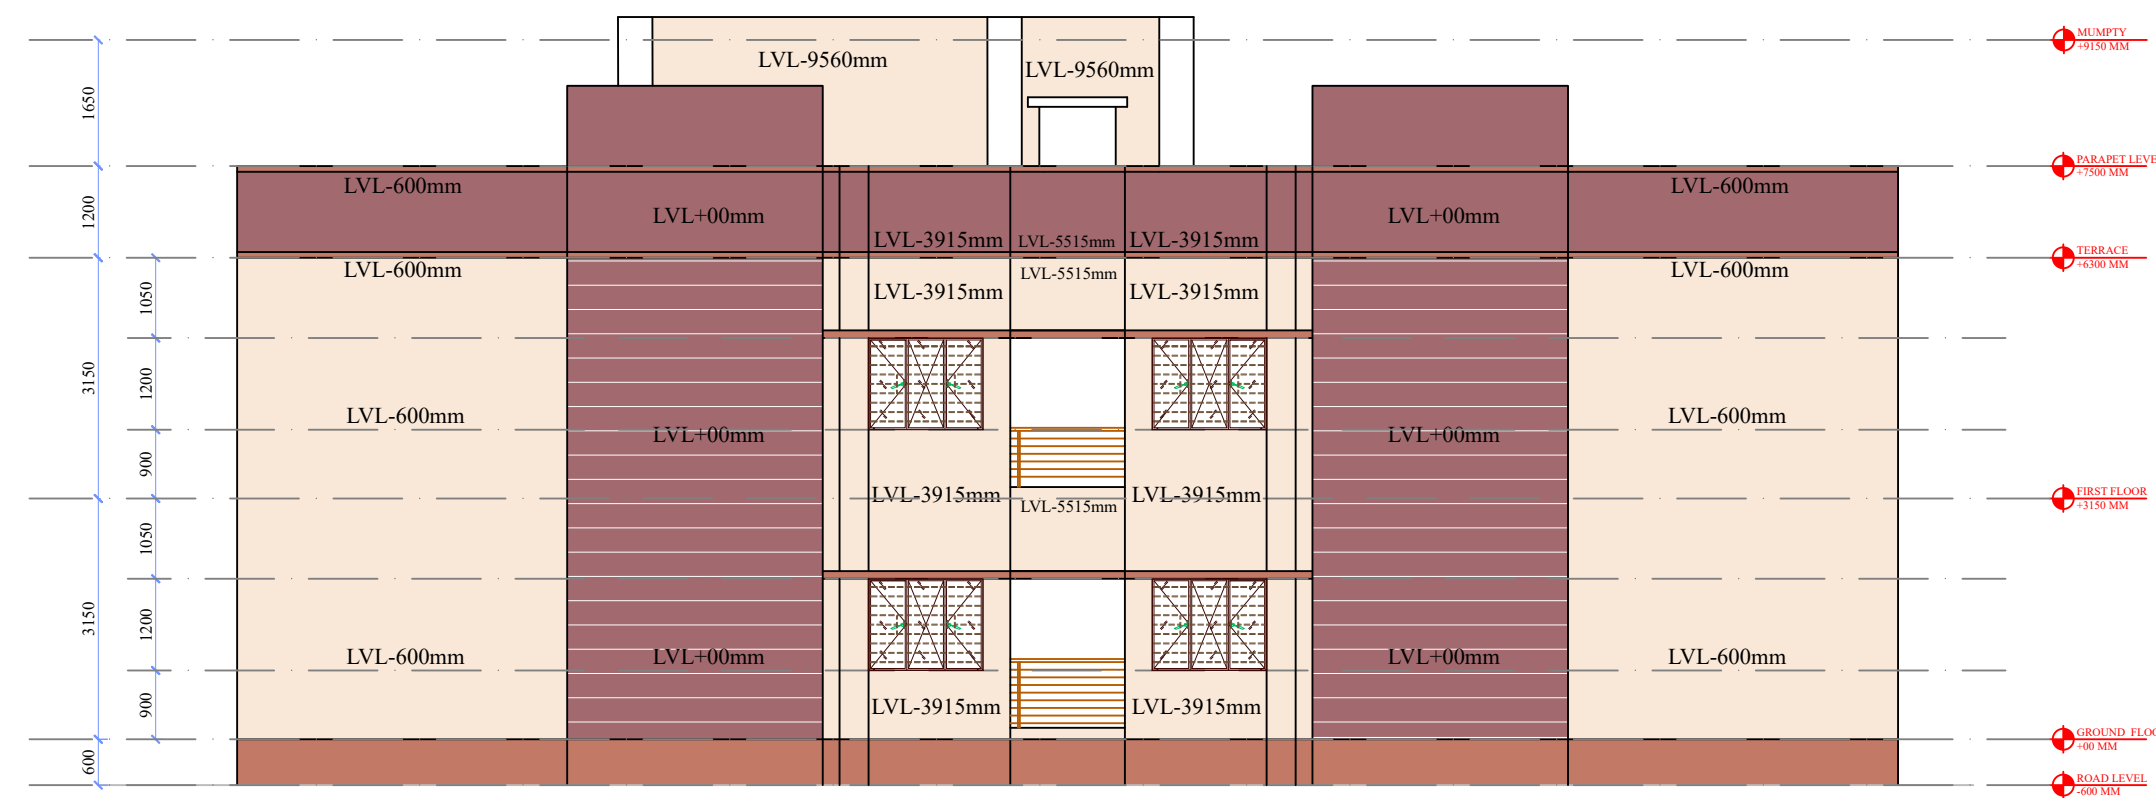 MUMPTY
+9150 MM
LVL-9560mm
LVL-9560mm
1650
PARAPET LEVE
+7500 MM
LVL-600mm
LVL-600mm
1200
LVL+00mm
LVL+00mm
LVL-3915mm
LVL-5515mm
LVL-3915mm
TERRACE
+6300 MM
LVL-600mm
LVL-5515mm
LVL-600mm
1050
LVL-3915mm
LVL-3915mm
3150
1200
LVL-600mm
LVL-600mm
LVL+00mm
LVL+00mm
900
LVL-3915mm
LVL-3915mm
FIRST FLOOR
+3150 MM
LVL-5515mm
1050
3150
1200
LVL-600mm
LVL+00mm
LVL+00mm
LVL-600mm
900
LVL-3915mm
LVL-3915mm
GROUND FLOO
+00 MM
600
ROAD LEVEL
-600 MM